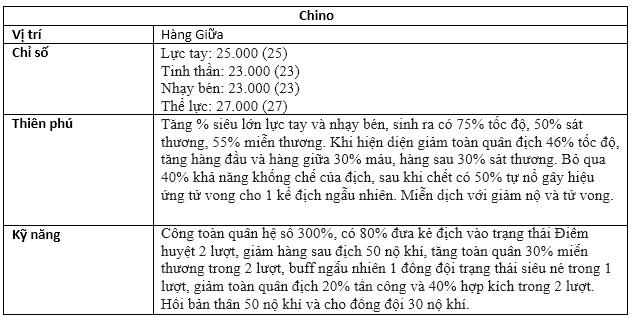 Chino
Vị trí
Hàng Giữa
Chỉ số
Lực tay: 25.000 (25)
Tinh thần: 23.000 (23)
Nhạy bén: 23.000 (23)
Thể lực: 27.000 (27)
Thiên phú
Tăng % siêu lớn lực tay và nhạy bén, sinh ra có 75% tốc độ, 50% sát
thương, 55% miễn thương. Khi hiện diện giảm toàn quân địch 46% tốc độ,
tăng hàng đầu và hàng giữa 30% máu, hàng sau 30% sát thương. Bỏ qua
40% khả năng khống chế của địch, sau khi chết có 50% tự nổ gây hiệu
ứng tử vong cho 1 kẻ địch ngẫu nhiên. Miễn dịch với giảm nộ và tử vong.
Kỹ năng
Công toàn quân hệ số 300%, có 80% đưa kẻ địch vào trạng thái Điểm
huyệt 2 lượt, giảm hàng sau địch 50 nộ khí, tăng toàn quân 30% miễn
thương trong 2 lượt, buff ngẫu nhiên 1 đồng đội trạng thái siêu né trong 1
lượt, giảm toàn quân địch 20% tấn công và 40% hợp kích trong 2 lượt.
Hồi bản thân 50 nộ khí và cho đồng đội 30 nộ khí.